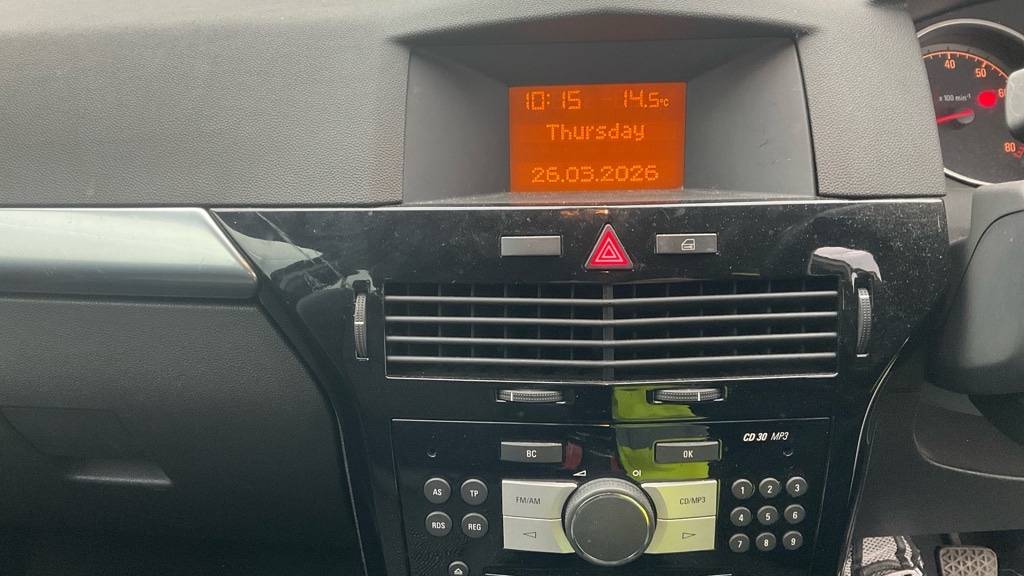 10:15 14.5°C
Thursday
26.03.2026
40 50 60
x 100 min⁻¹
80
CD 30 MP3
BC OK
AS TP FM/AM CD/MP3 1 2 3
RDS REG 4 5 6
7 8 9